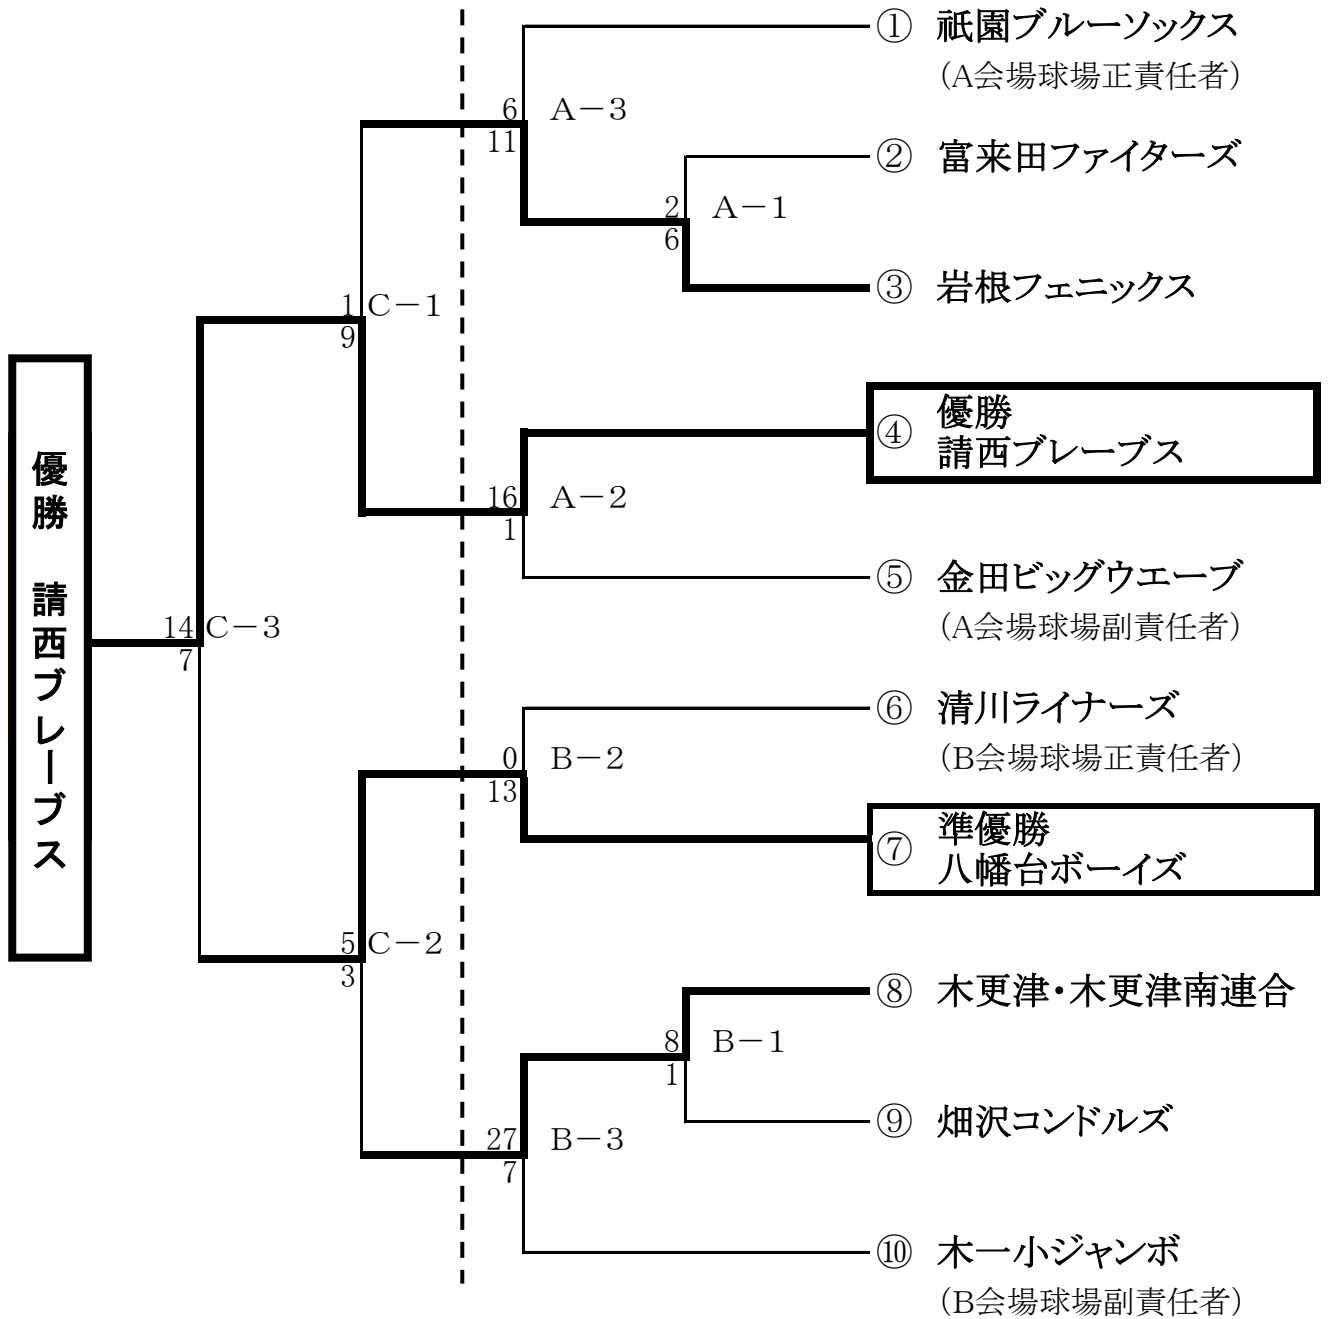 ① 祇園ブルーソックス
（A会場球場正責任者）
6 A－3
11
② 富来田ファイターズ
2 A－1
6
③ 岩根フェニックス
1 C－1
9
④ 優勝
請西ブレーブス
16 A－2
1
⑤ 金田ビッグウエーブ
（A会場球場副責任者）
優勝　請西ブレーブス
14 C－3
7
⑥ 清川ライナーズ
（B会場球場正責任者）
0 B－2
13
⑦ 準優勝
八幡台ボーイズ
5 C－2
3
⑧ 木更津・木更津南連合
8 B－1
1
⑨ 畑沢コンドルズ
27 B－3
7
⑩ 木一小ジャンボ
（B会場球場副責任者）